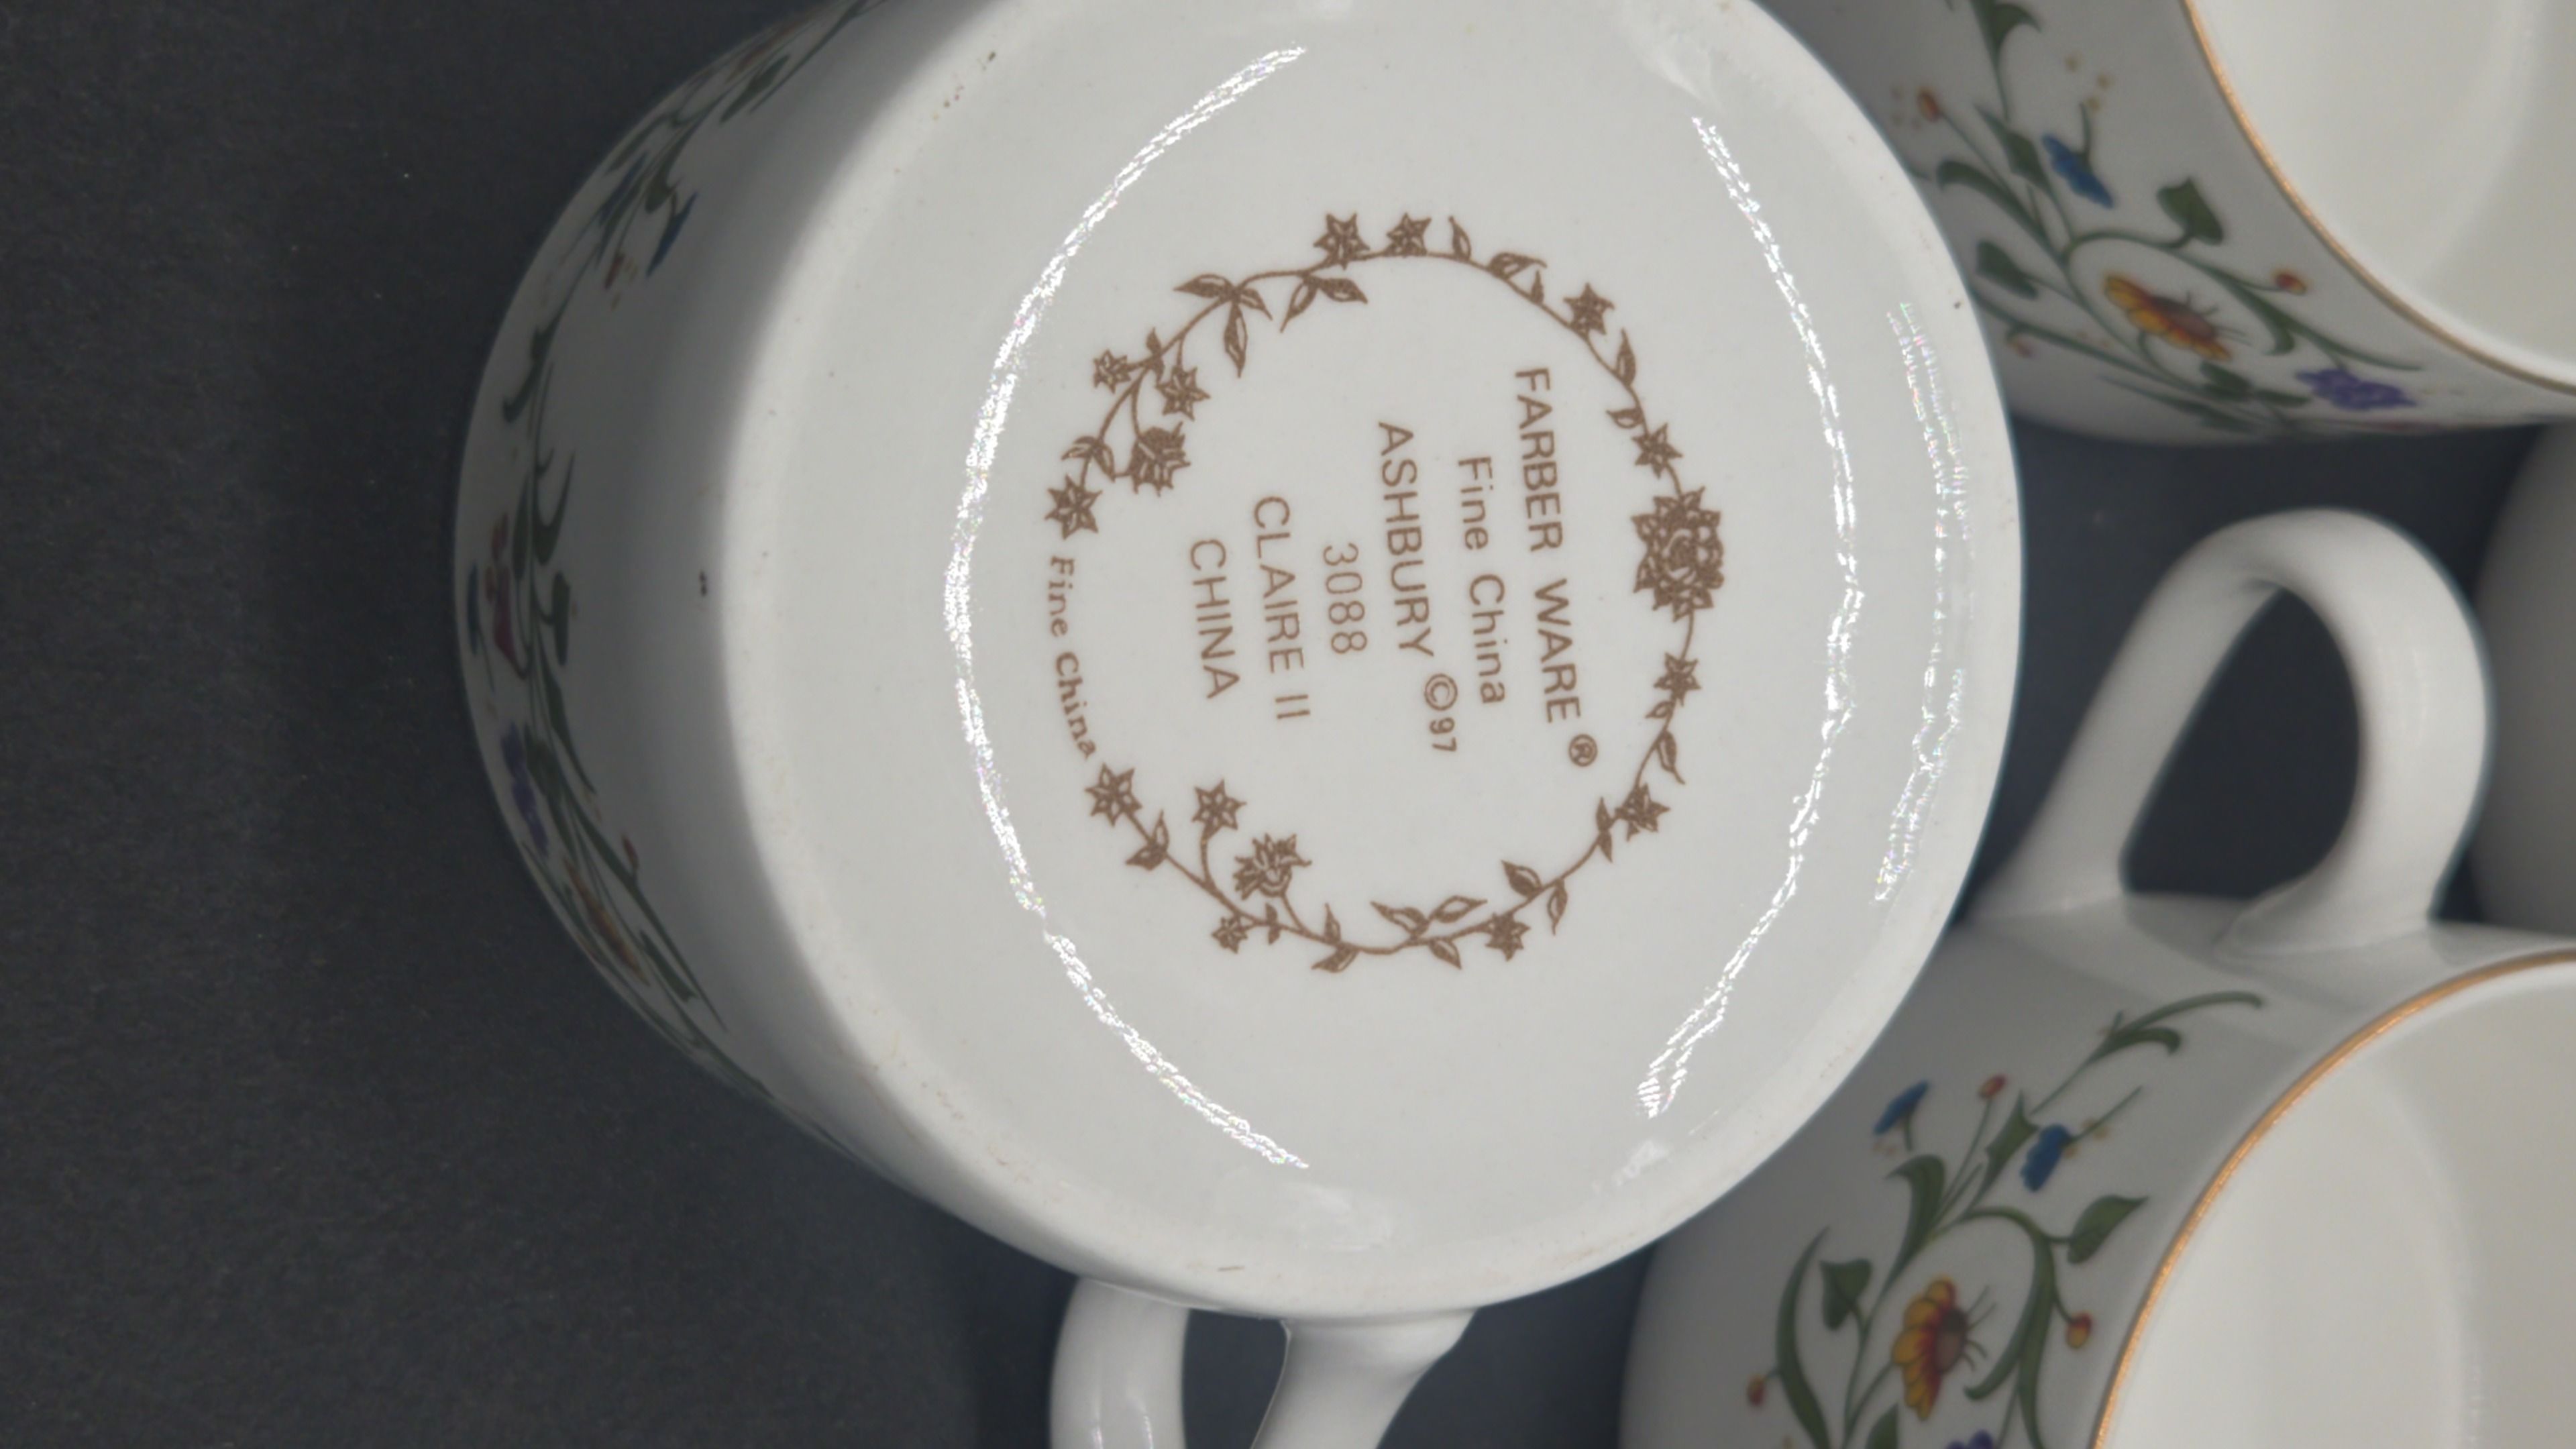 FARBER WARE ®
Fine China
ASHBURY ©97
3088
CLAIRE II
CHINA
Fine China